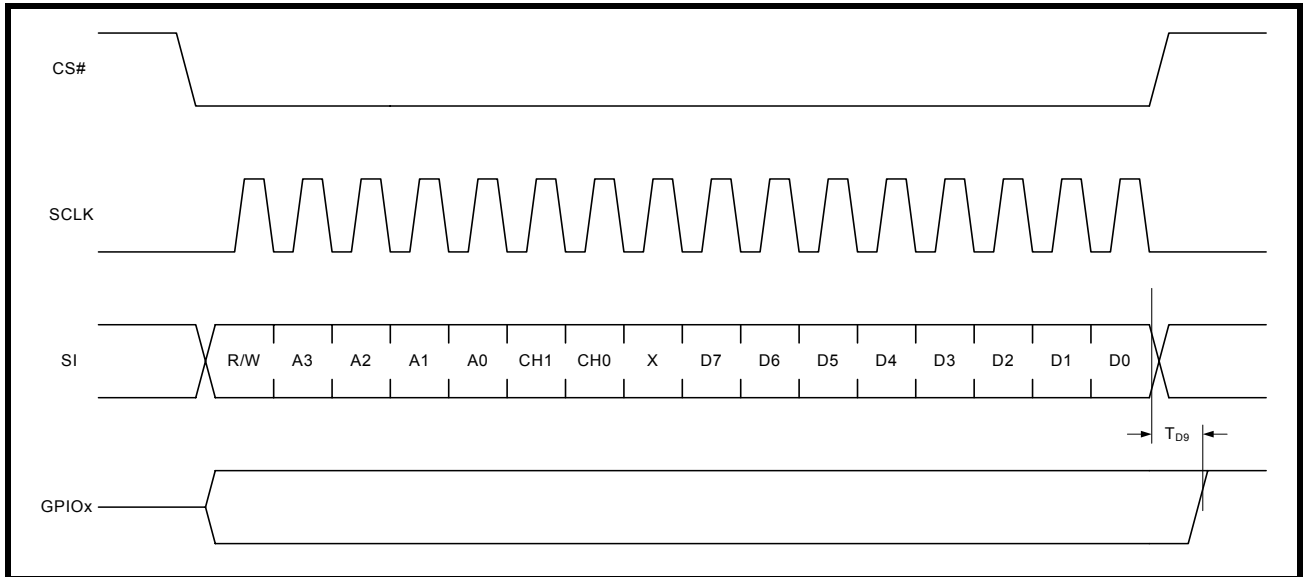 CS#
SCLK
SI R/W A3 A2 A1 A0 CH1 CH0 X D7 D6 D5 D4 D3 D2 D1 D0
TD9
GPIOx